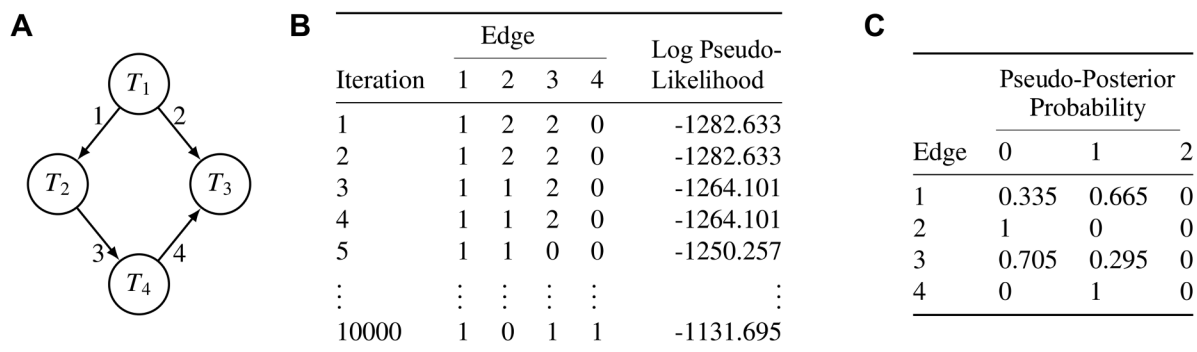 A
T1
1
2
T2
T3
3
4
T4
B
Edge
Log Pseudo-
Iteration 1 2 3 4 Likelihood
1 1 2 2 0 -1282.633
2 1 2 2 0 -1282.633
3 1 1 2 0 -1264.101
4 1 1 2 0 -1264.101
5 1 1 0 0 -1250.257
⋮ ⋮ ⋮ ⋮ ⋮ ⋮
10000 1 0 1 1 -1131.695
C
Pseudo-Posterior
Probability
Edge 0 1 2
1 0.335 0.665 0
2 1 0 0
3 0.705 0.295 0
4 0 1 0